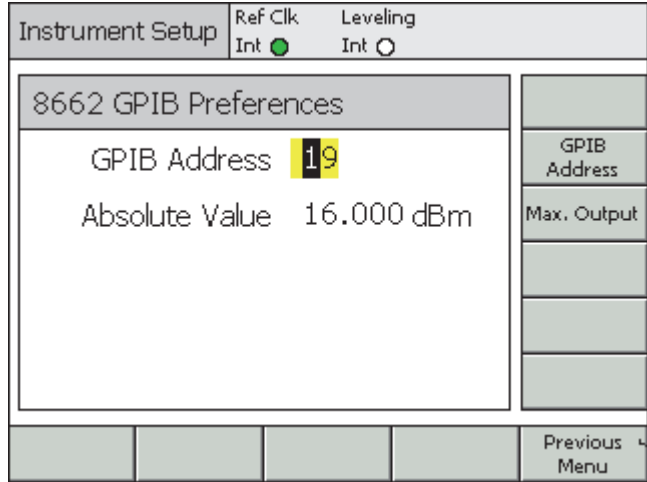 Instrument Setup
Ref Clk Leveling
Int Int
8662 GPIB Preferences
GPIB Address 19
Absolute Value 16.000 dBm
GPIB
Address
Max. Output
Previous
Menu